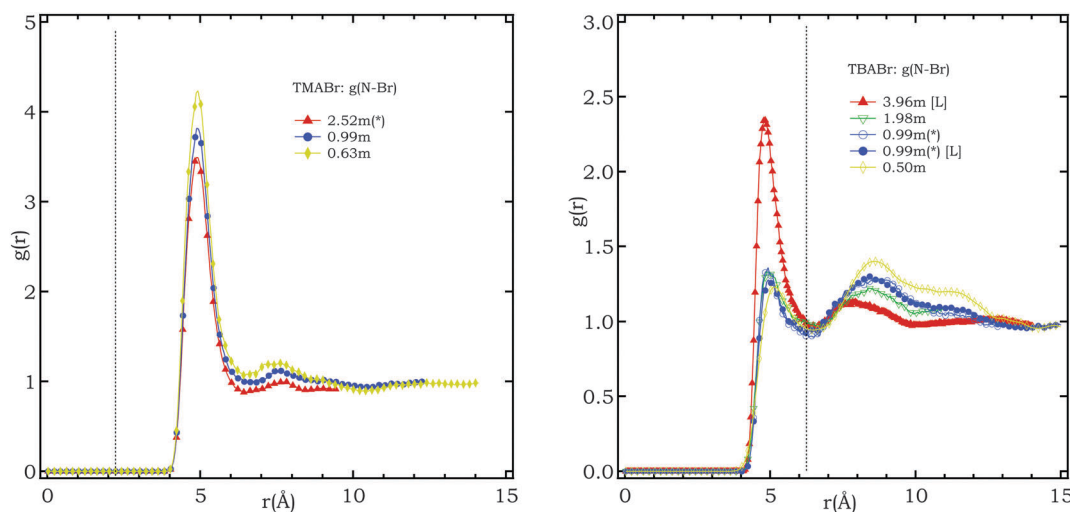 5
4
3
2
1
0
g(r)
0
5
10
15
r(Å)
TMABr: g(N-Br)
2.52m(*)
0.99m
0.63m
3.0
2.5
2.0
1.5
1.0
0.5
0.0
g(r)
0
5
10
15
r(Å)
TBABr: g(N-Br)
3.96m [L]
1.98m
0.99m(*)
0.99m(*) [L]
0.50m